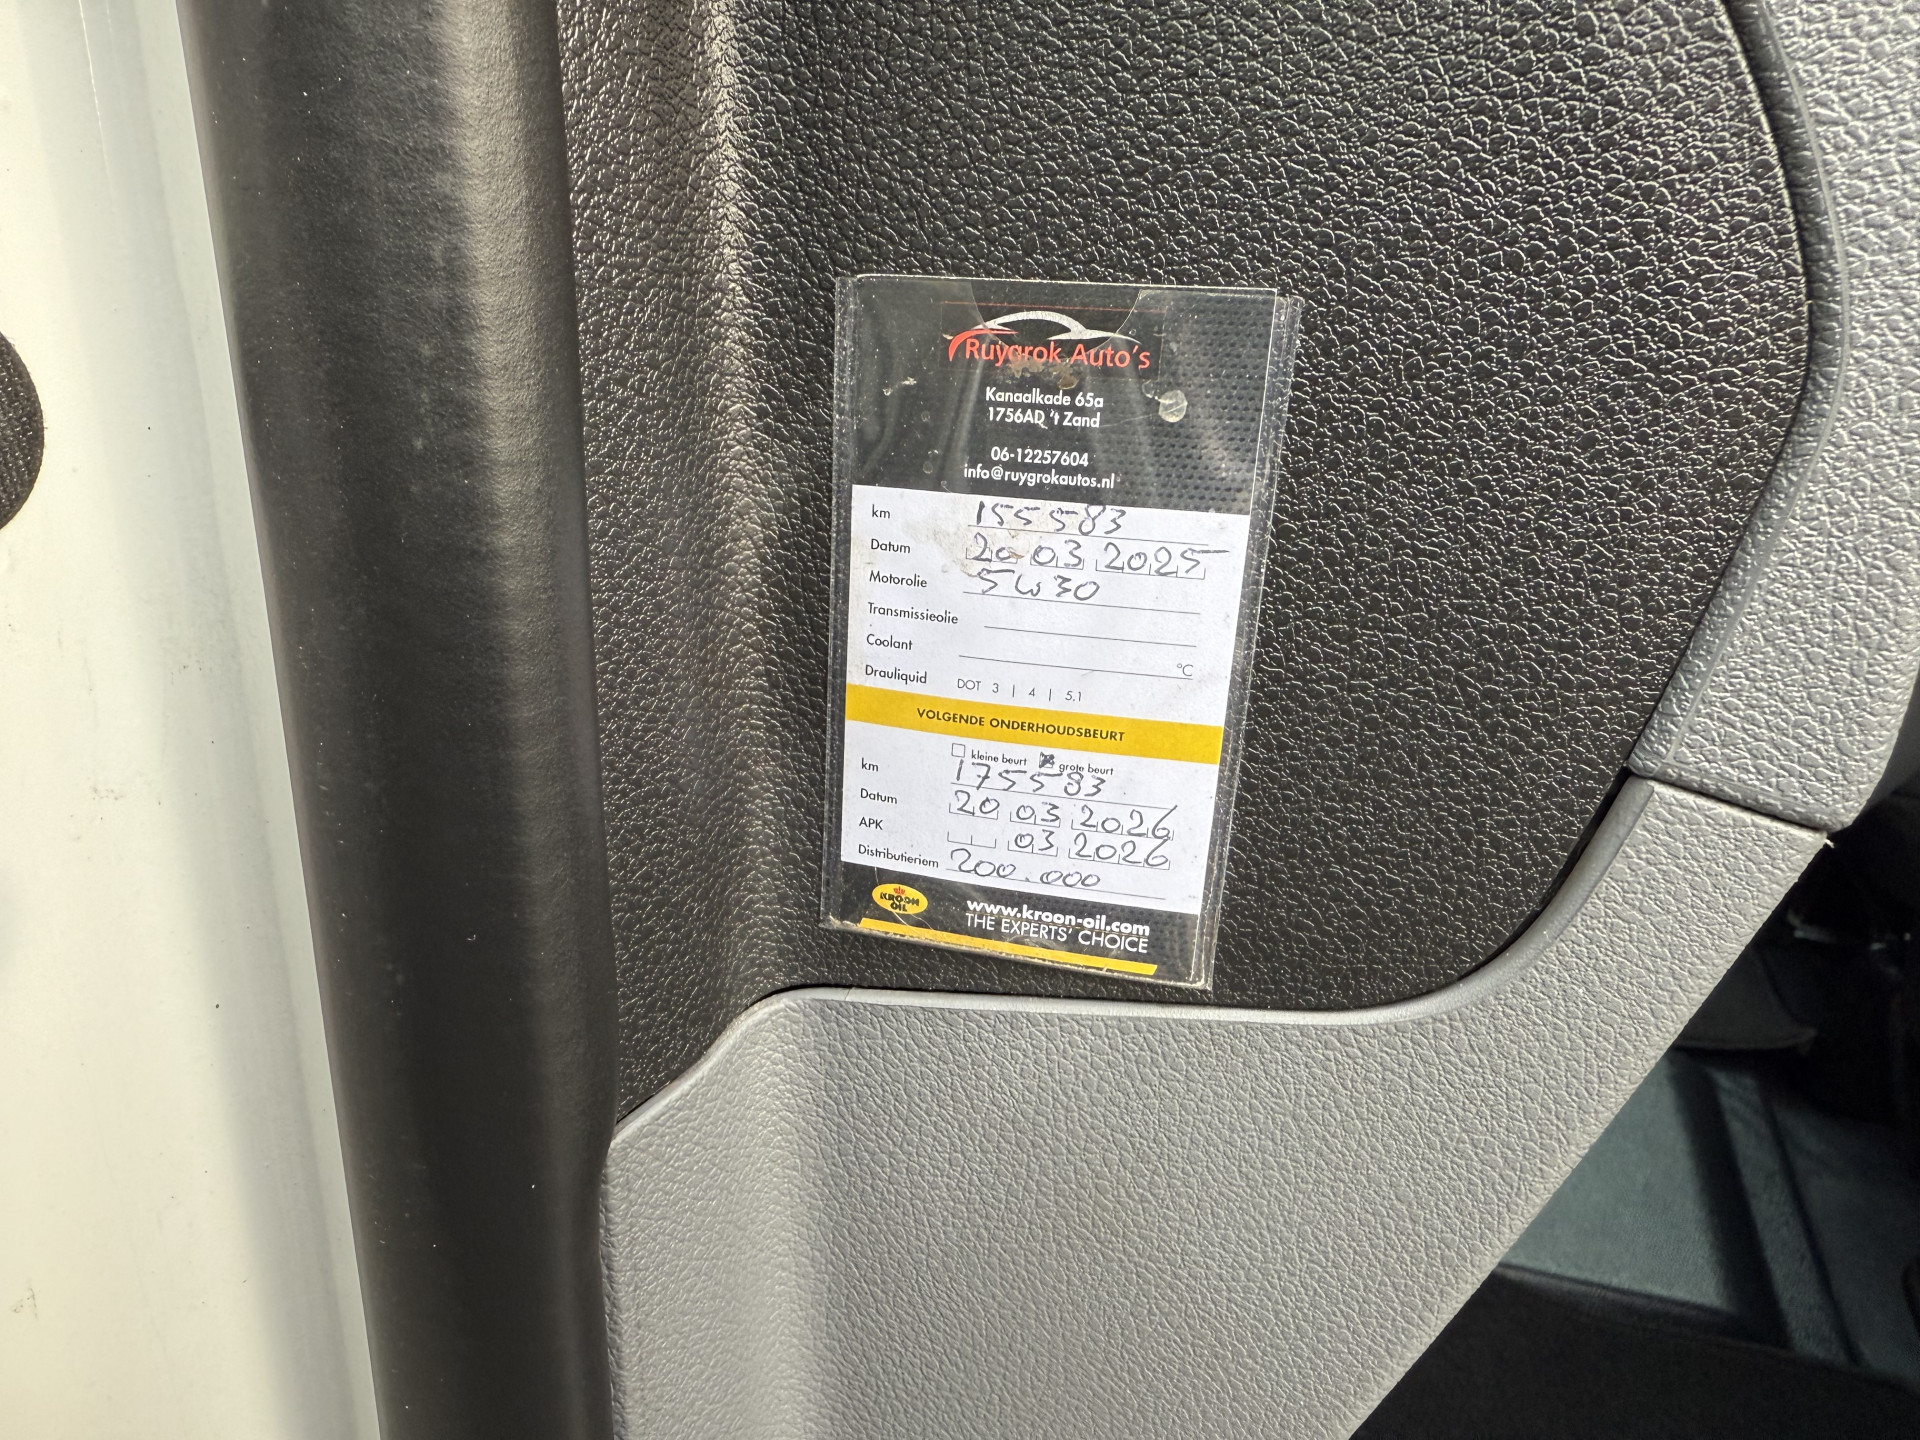 Ruygrok Auto's
Kanaalkade 65a
1756AD 't Zand
06-12257604
info@ruygrokautos.nl
km 155583
Datum 20 03 2025
Motorolie 5W30
Transmissieolie
Coolant °C
Drauliquid DOT 3 | 4 | 5.1
VOLGENDE ONDERHOUDSBEURT
kleine beurt grote beurt
km 175583
Datum 20 03 2026
APK 03 2026
Distributieriem 200.000
KROON OIL
www.kroon-oil.com
THE EXPERTS' CHOICE